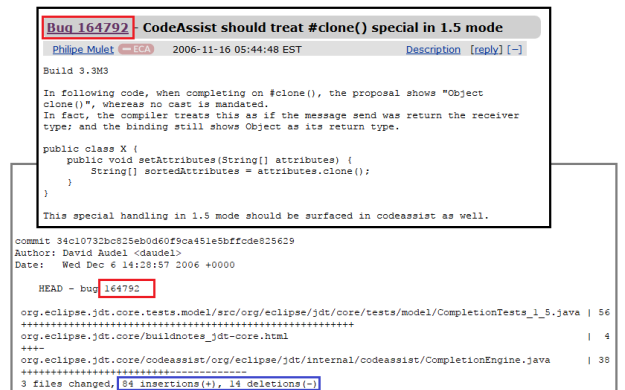 Bug 164792 - CodeAssist should treat #clone() special in 1.5 mode
Philipe Mulet -ECA 2006-11-16 05:44:48 EST Description [reply] [-]
Build 3.3M3
In following code, when completing on #clone(), the proposal shows "Object
clone()", whereas no cast is mandated.
In fact, the compiler treats this as if the message send was return the receiver
type; and the binding still shows Object as its return type.
public class X {
public void setAttributes(String[] attributes) {
String[] sortedAttributes = attributes.clone();
}
}
This special handling in 1.5 mode should be surfaced in codeassist as well.
commit 34c10732bc825eb0d60f9ca451e5bffcde825629
Author: David Audel <daudel>
Date: Wed Dec 6 14:28:57 2006 +0000
HEAD - bug 164792
org.eclipse.jdt.core.tests.model/src/org/eclipse/jdt/core/tests/model/CompletionTests_1_5.java | 56
++++++++++++++++++++++++++++++++++++++++++++++++++++++++
org.eclipse.jdt.core/buildnotes_jdt-core.html | 4
+++-
org.eclipse.jdt.core/codeassist/org/eclipse/jdt/internal/codeassist/CompletionEngine.java | 38
+++++++++++++++++++++++++-------------
3 files changed, 84 insertions(+), 14 deletions(-)